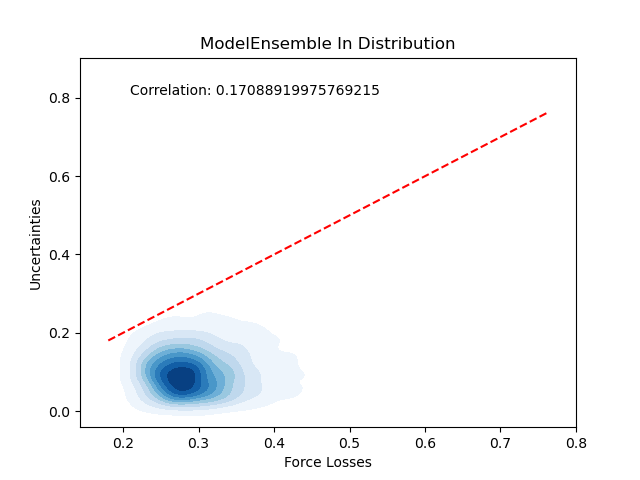 ModelEnsemble In Distribution
Correlation: 0.17088919975769215
Uncertainties
0.8
0.6
0.4
0.2
0.0
0.2 0.3 0.4 0.5 0.6 0.7 0.8
Force Losses